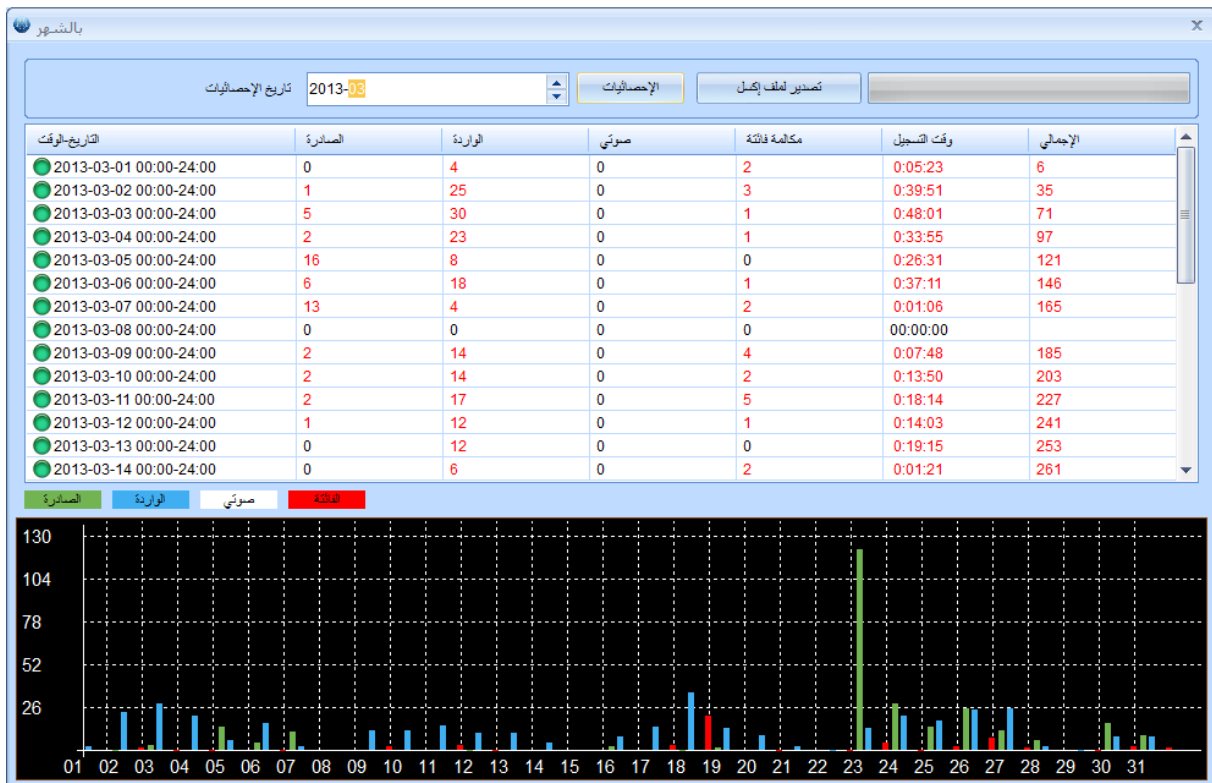 بالشهر
تاريخ الإحصائيات 2013-03 الإحصائيات تصدير لملف إكسل
التاريخ-الوقت الصادرة الواردة صوتي مكالمة فائتة وقت التسجيل الإجمالي
2013-03-01 00:00-24:00 0 4 0 2 0:05:23 6
2013-03-02 00:00-24:00 1 25 0 3 0:39:51 35
2013-03-03 00:00-24:00 5 30 0 1 0:48:01 71
2013-03-04 00:00-24:00 2 23 0 1 0:33:55 97
2013-03-05 00:00-24:00 16 8 0 0 0:26:31 121
2013-03-06 00:00-24:00 6 18 0 1 0:37:11 146
2013-03-07 00:00-24:00 13 4 0 2 0:01:06 165
2013-03-08 00:00-24:00 0 0 0 0 00:00:00
2013-03-09 00:00-24:00 2 14 0 4 0:07:48 185
2013-03-10 00:00-24:00 2 14 0 2 0:13:50 203
2013-03-11 00:00-24:00 2 17 0 5 0:18:14 227
2013-03-12 00:00-24:00 1 12 0 1 0:14:03 241
2013-03-13 00:00-24:00 0 12 0 0 0:19:15 253
2013-03-14 00:00-24:00 0 6 0 2 0:01:21 261
الصادرة الواردة صوتي الفائتة
130
104
78
52
26
01 02 03 04 05 06 07 08 09 10 11 12 13 14 15 16 17 18 19 20 21 22 23 24 25 26 27 28 29 30 31